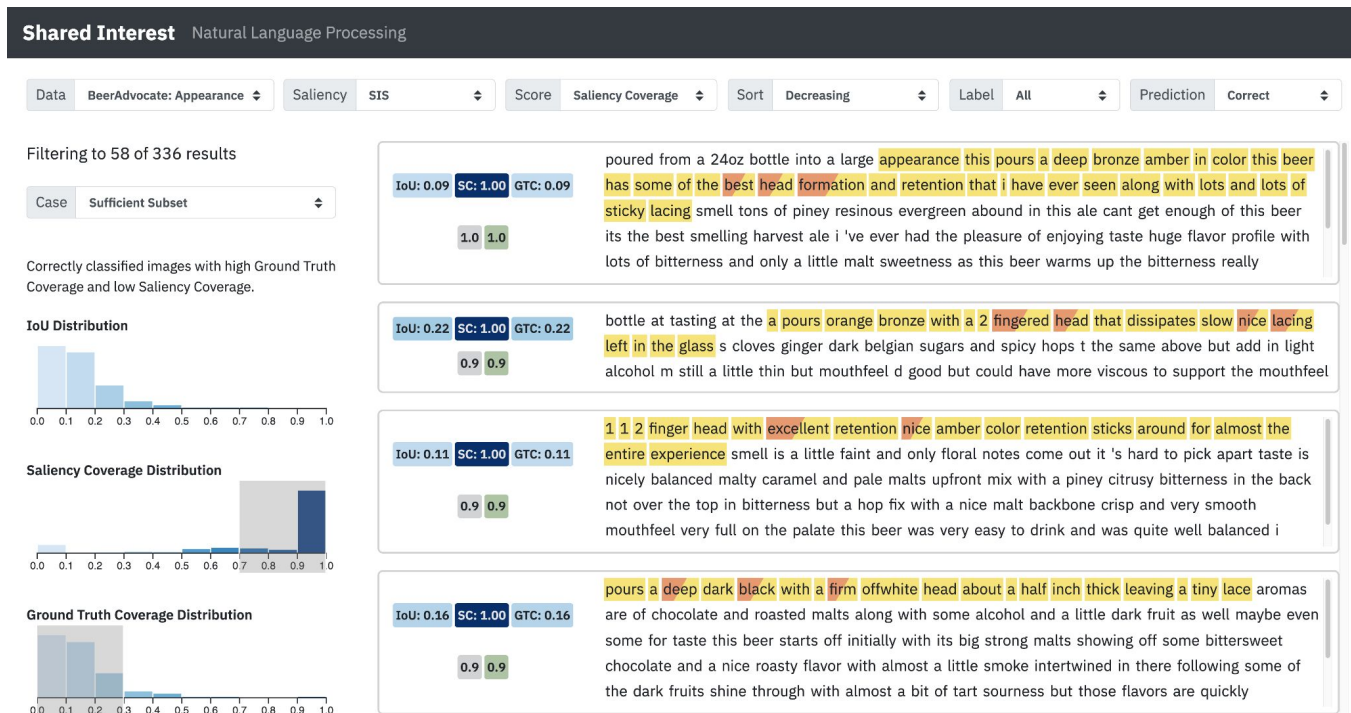 Shared Interest Natural Language Processing
Data BeerAdvocate: Appearance Saliency SIS Score Saliency Coverage Sort Decreasing Label All Prediction Correct
Filtering to 58 of 336 results
Case Sufficient Subset
Correctly classified images with high Ground Truth
Coverage and low Saliency Coverage.
IoU Distribution
0.0 0.1 0.2 0.3 0.4 0.5 0.6 0.7 0.8 0.9 1.0
Saliency Coverage Distribution
0.0 0.1 0.2 0.3 0.4 0.5 0.6 0.7 0.8 0.9 1.0
Ground Truth Coverage Distribution
0.0 0.1 0.2 0.3 0.4 0.5 0.6 0.7 0.8 0.9 1.0
IoU: 0.09 SC: 1.00 GTC: 0.09
1.0 1.0
poured from a 24oz bottle into a large appearance this pours a deep bronze amber in color this beer
has some of the best head formation and retention that i have ever seen along with lots and lots of
sticky lacing smell tons of piney resinous evergreen abound in this ale cant get enough of this beer
its the best smelling harvest ale i 've ever had the pleasure of enjoying taste huge flavor profile with
lots of bitterness and only a little malt sweetness as this beer warms up the bitterness really
IoU: 0.22 SC: 1.00 GTC: 0.22
0.9 0.9
bottle at tasting at the a pours orange bronze with a 2 fingered head that dissipates slow nice lacing
left in the glass s cloves ginger dark belgian sugars and spicy hops t the same above but add in light
alcohol m still a little thin but mouthfeel d good but could have more viscous to support the mouthfeel
IoU: 0.11 SC: 1.00 GTC: 0.11
0.9 0.9
1 1 2 finger head with excellent retention nice amber color retention sticks around for almost the
entire experience smell is a little faint and only floral notes come out it 's hard to pick apart taste is
nicely balanced malty caramel and pale malts upfront mix with a piney citrusy bitterness in the back
not over the top in bitterness but a hop fix with a nice malt backbone crisp and very smooth
mouthfeel very full on the palate this beer was very easy to drink and was quite well balanced i
IoU: 0.16 SC: 1.00 GTC: 0.16
0.9 0.9
pours a deep dark black with a firm offwhite head about a half inch thick leaving a tiny lace aromas
are of chocolate and roasted malts along with some alcohol and a little dark fruit as well maybe even
some for taste this beer starts off initially with its big strong malts showing off some bittersweet
chocolate and a nice roasty flavor with almost a little smoke intertwined in there following some of
the dark fruits shine through with almost a bit of tart sourness but those flavors are quickly